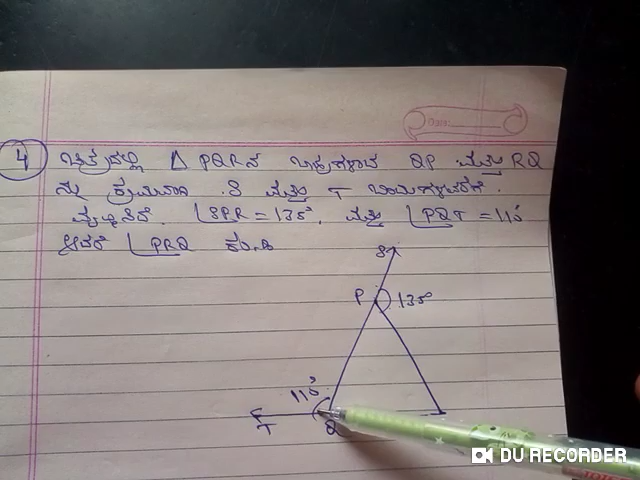 4 ಚಿತ್ರದಲ್ಲಿ Δ PQR ನ ಬಾಹುಗಳಾದ QP ಮತ್ತು RQ
ನ್ನು ಕ್ರಮವಾಗಿ S ಮತ್ತು T ಬಿಂದುಗಳವರೆಗೆ
ವೃದ್ಧಿಸಿದೆ. ∠SPR = 135°. ಮತ್ತು ∠PQT = 110°
ಆದರೆ ∠PRQ ಕಂ.ಹಿ
S
P 135°
110°
T Q
DU RECORDER